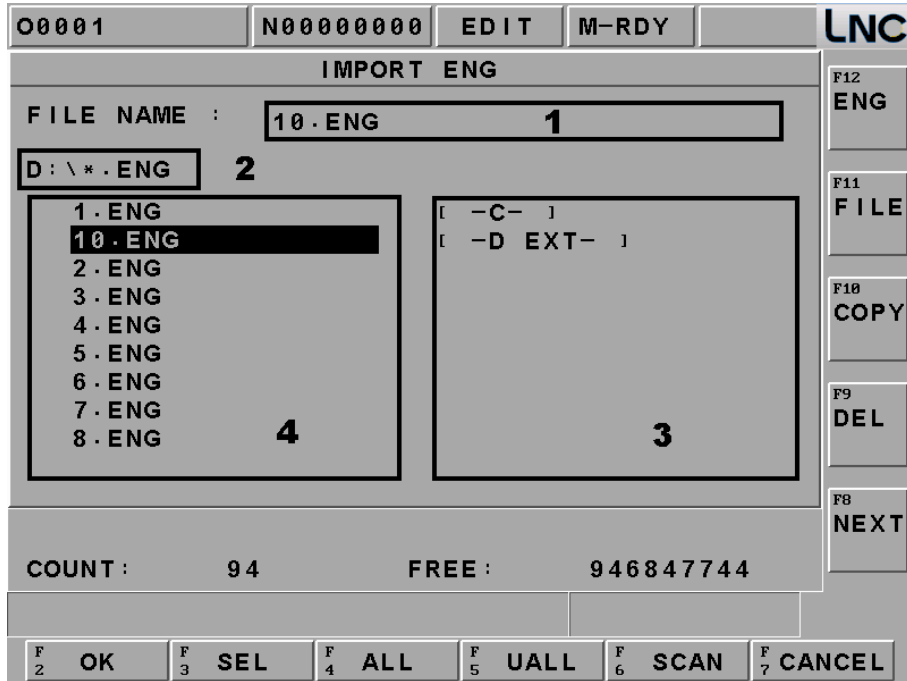 O0001 N00000000 EDIT M-RDY LNC
IMPORT ENG
FILE NAME : 10.ENG 1
D:\*.ENG 2
1.ENG
10.ENG
2.ENG
3.ENG
4.ENG
5.ENG
6.ENG
7.ENG
8.ENG
4
[ -C- ]
[ -D EXT- ]
3
COUNT: 94 FREE: 946847744
F12
ENG
F11
FILE
F10
COPY
F9
DEL
F8
NEXT
F2 OK F3 SEL F4 ALL F5 UALL F6 SCAN F7 CANCEL